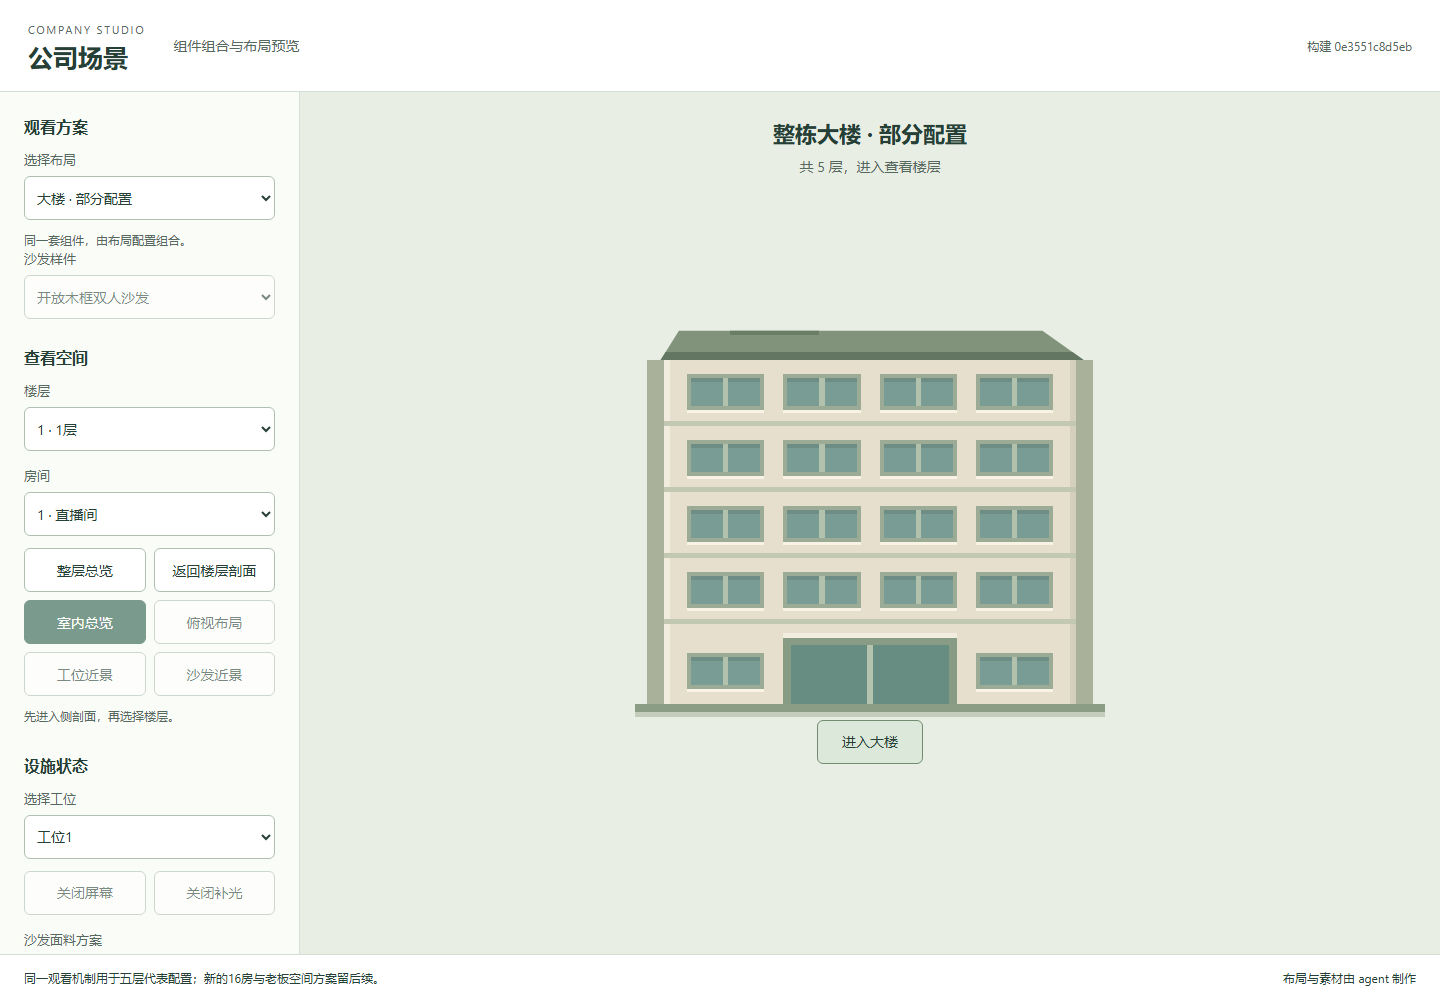 COMPANY STUDIO
公司场景
组件组合与布局预览
构建 0e3551c8d5eb
观看方案
选择布局
大楼 · 部分配置
同一套组件，由布局配置组合。
沙发样件
开放木框双人沙发
查看空间
楼层
1 · 1层
房间
1 · 直播间
整层总览
返回楼层剖面
室内总览
俯视布局
工位近景
沙发近景
先进入侧剖面，再选择楼层。
设施状态
选择工位
工位1
关闭屏幕
关闭补光
沙发面料方案
整栋大楼 · 部分配置
共 5 层，进入查看楼层
进入大楼
同一观看机制用于五层代表配置；新的16房与老板空间方案留后续。
布局与素材由 agent 制作